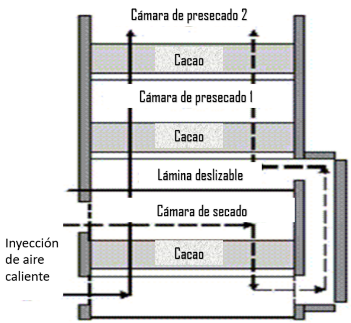 Cámara de presecado 2
Cacao
Cámara de presecado 1
Cacao
Lámina deslizable
Cámara de secado
Inyección
de aire
caliente
Cacao